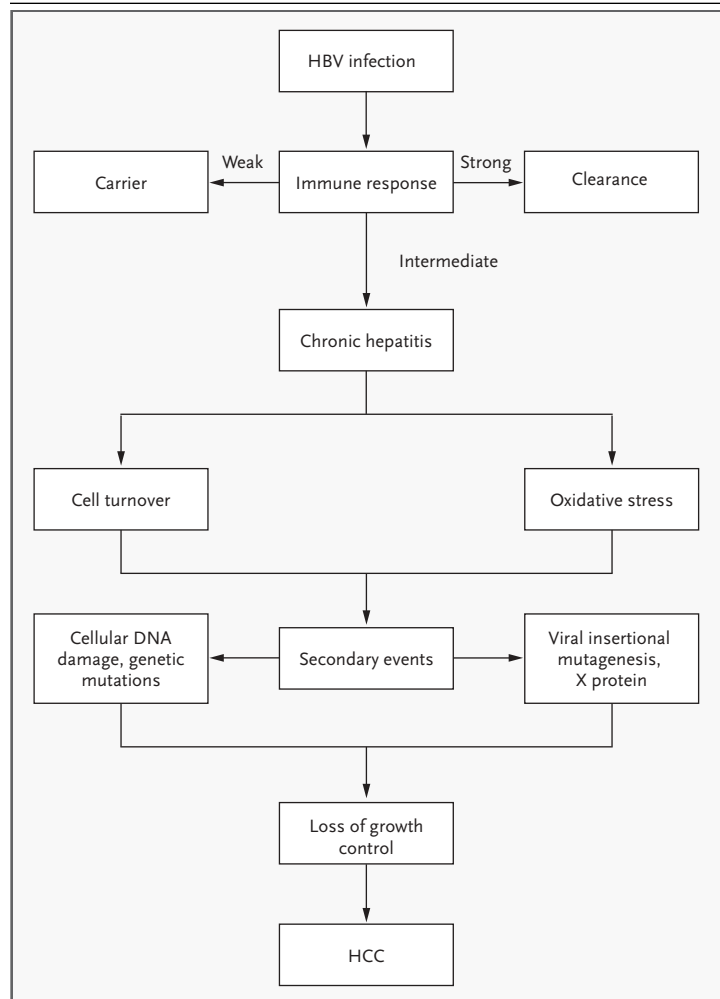 HBV infection
Weak
Strong
Carrier
Immune response
Clearance
Intermediate
Chronic hepatitis
Cell turnover
Oxidative stress
Cellular DNA
damage, genetic
mutations
Secondary events
Viral insertional
mutagenesis,
X protein
Loss of growth
control
HCC